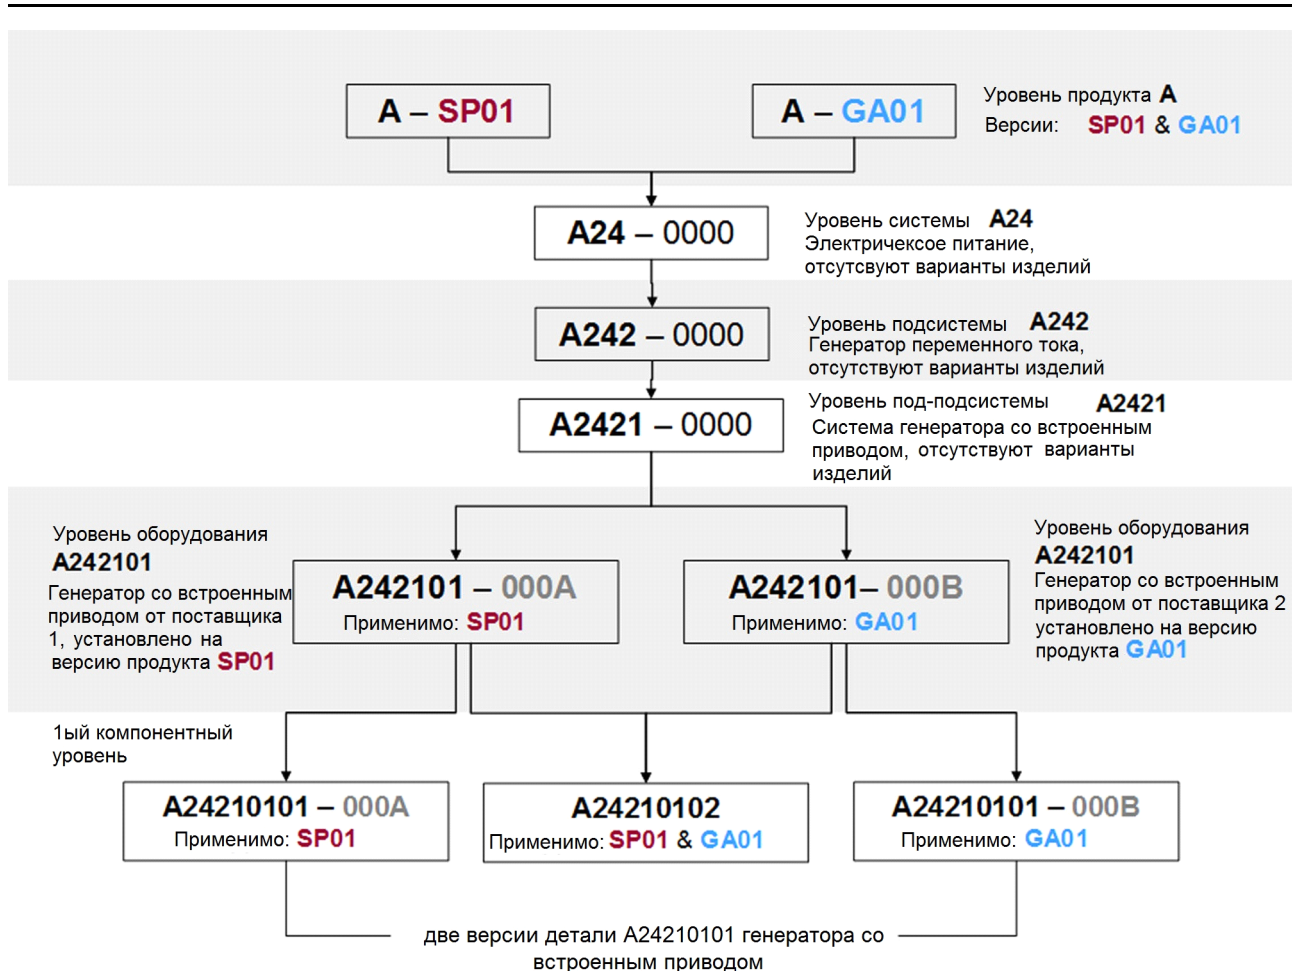 A – SP01
A – GA01
Уровень продукта A
Версии: SP01 & GA01
A24 – 0000
Уровень системы A24
Электричексое питание,
отсутсвуют варианты изделий
A242 – 0000
Уровень подсистемы A242
Генератор переменного тока,
отсутствуют варианты изделий
A2421 – 0000
Уровень под-подсистемы A2421
Система генератора со встроенным
приводом, отсутствуют варианты
изделий
Уровень оборудования
A242101
Генератор со встроенным
приводом от поставщика
1, установлено на
версию продукта SP01
A242101 – 000A
Применимо: SP01
A242101– 000B
Применимо: GA01
Уровень оборудования
A242101
Генератор со встроенным
приводом от поставщика 2
установлено на версию
продукта GA01
1ый компонентный
уровень
A24210101 – 000A
Применимо: SP01
A24210102
Применимо: SP01 & GA01
A24210101 – 000B
Применимо: GA01
две версии детали A24210101 генератора со
встроенным приводом